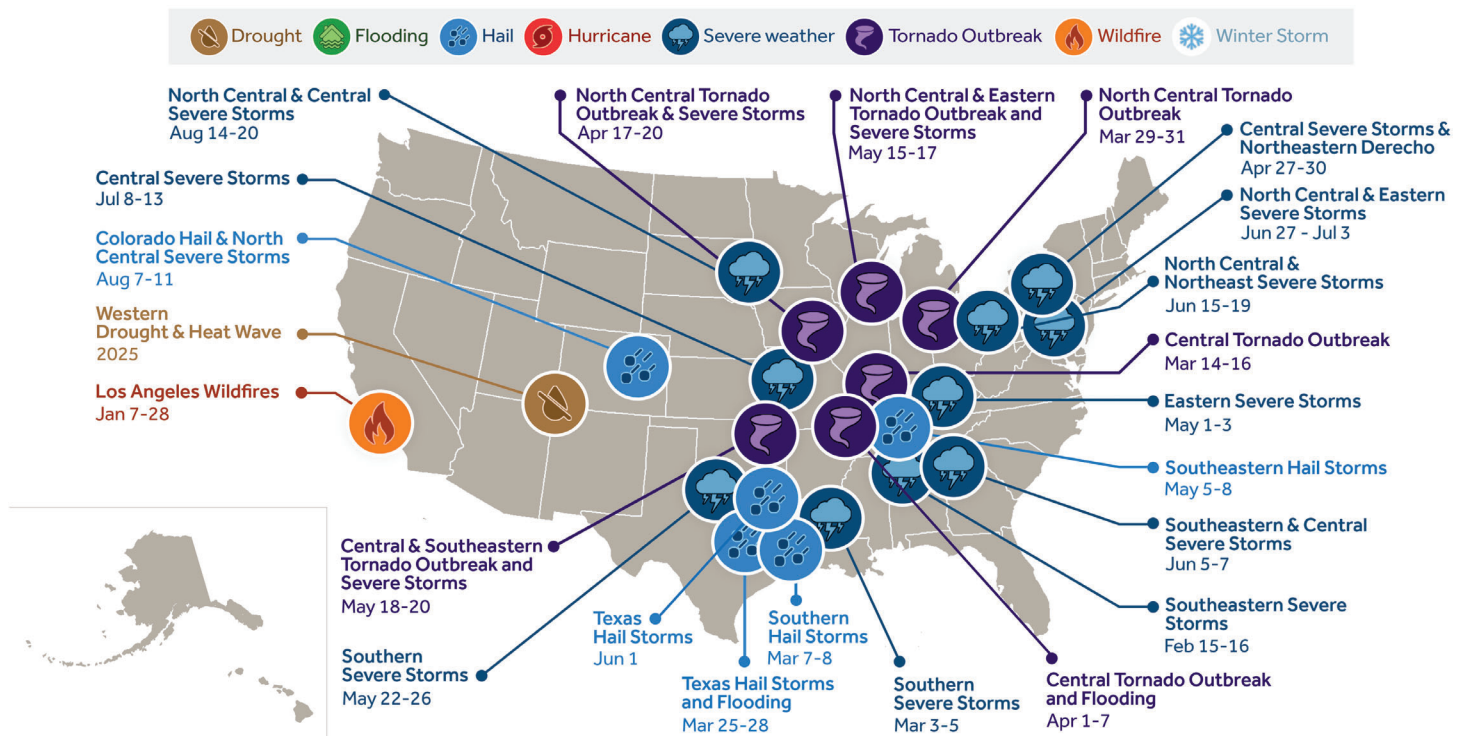 Drought
Flooding
Hail
Hurricane
Severe weather
Tornado Outbreak
Wildfire
Winter Storm
North Central & Central
Severe Storms
Aug 14-20
North Central Tornado
Outbreak & Severe Storms
Apr 17-20
North Central & Eastern
Tornado Outbreak and
Severe Storms
May 15-17
North Central Tornado
Outbreak
Mar 29-31
Central Severe Storms &
Northeastern Derecho
Apr 27-30
Central Severe Storms
Jul 8-13
North Central & Eastern
Severe Storms
Jun 27 - Jul 3
Colorado Hail & North
Central Severe Storms
Aug 7-11
North Central &
Northeast Severe Storms
Jun 15-19
Western
Drought & Heat Wave
2025
Central Tornado Outbreak
Mar 14-16
Los Angeles Wildfires
Jan 7-28
Eastern Severe Storms
May 1-3
Southeastern Hail Storms
May 5-8
Southeastern & Central
Severe Storms
Jun 5-7
Central & Southeastern
Tornado Outbreak and
Severe Storms
May 18-20
Southeastern Severe
Storms
Feb 15-16
Texas
Hail Storms
Jun 1
Southern
Hail Storms
Mar 7-8
Southern
Severe Storms
May 22-26
Texas Hail Storms
and Flooding
Mar 25-28
Southern
Severe Storms
Mar 3-5
Central Tornado Outbreak
and Flooding
Apr 1-7